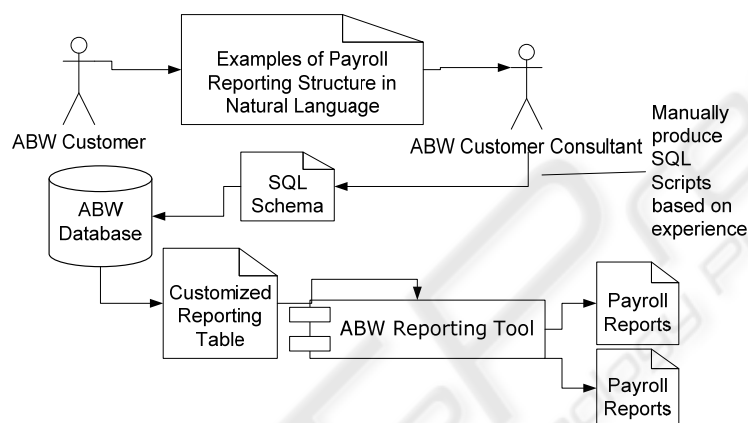 Examples of Payroll
Reporting Structure in
Natural Language
ABW Customer
ABW Customer Consultant
Manually
produce
SQL
Scripts
based on
experience
SQL
Schema
ABW
Database
Customized
Reporting
Table
ABW Reporting Tool
Payroll
Reports
Payroll
Reports